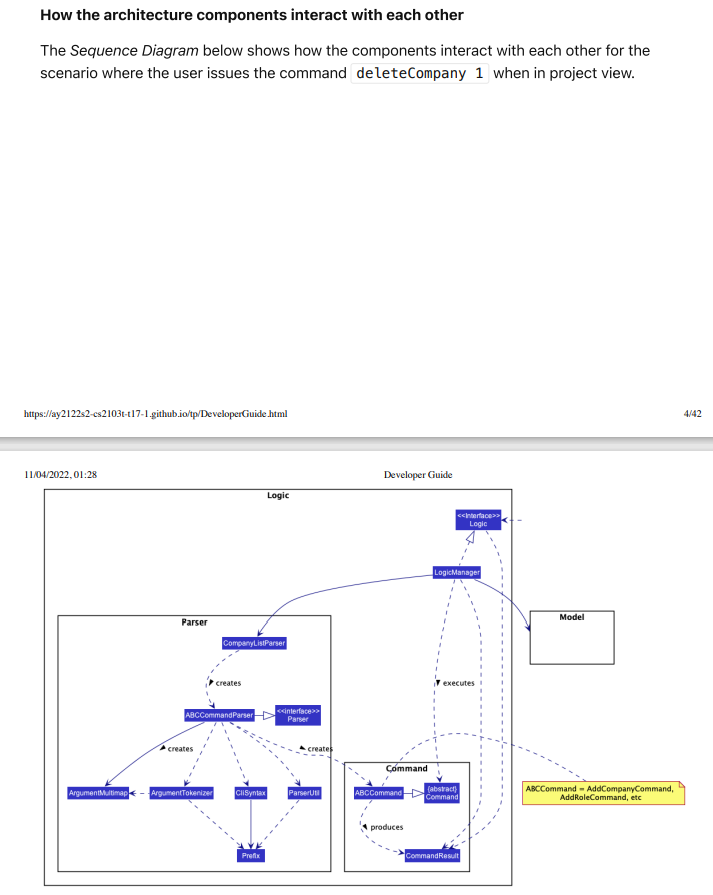 How the architecture components interact with each other
The Sequence Diagram below shows how the components interact with each other for the
scenario where the user issues the command deleteCompany 1 when in project view.
https://ay2122s2-cs2103t-t17-1.github.io/tp/DeveloperGuide.html
4/42
11/04/2022, 01:28
Developer Guide
Logic
<<Interface>>
Logic
LogicManager
Model
Parser
CompanyListParser
creates
executes
ABCCommandParser
<<Interface>>
Parser
creates
creates
Command
ArgumentMultimap
ArgumentTokenizer
CliSyntax
ParserUtil
ABCCommand
{abstract}
Command
ABCCommand = AddCompanyCommand,
AddRoleCommand, etc
produces
Prefix
CommandResult